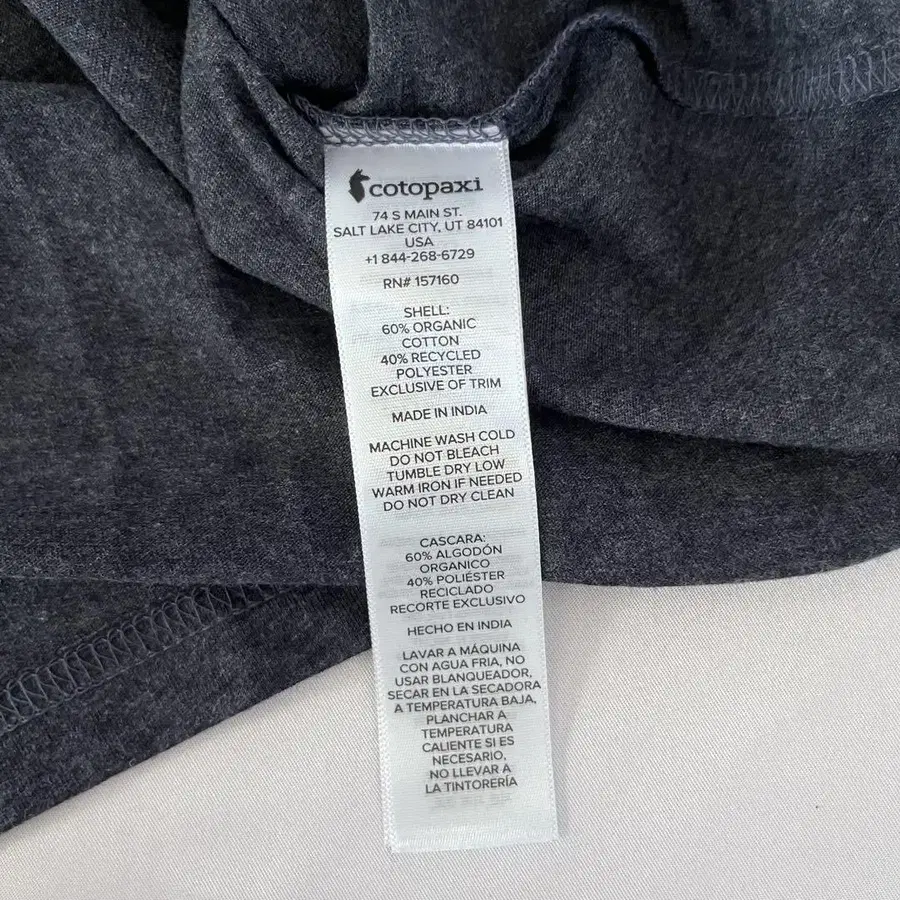 cotopaxi
74 S MAIN ST.
SALT LAKE CITY, UT 84101
USA
+1 844-268-6729
RN# 157160
SHELL:
60% ORGANIC
COTTON
40% RECYCLED
POLYESTER
EXCLUSIVE OF TRIM
MADE IN INDIA
MACHINE WASH COLD
DO NOT BLEACH
TUMBLE DRY LOW
WARM IRON IF NEEDED
DO NOT DRY CLEAN
CASCARA:
60% ALGODÓN
ORGANICO
40% POLIÉSTER
RECICLADO
RECORTE EXCLUSIVO
HECHO EN INDIA
LAVAR A MÁQUINA
CON AGUA FRIA, NO
USAR BLANQUEADOR,
SECAR EN LA SECADORA
A TEMPERATURA BAJA,
PLANCHAR A
TEMPERATURA
CALIENTE SI ES
NECESARIO,
NO LLEVAR A
LA TINTORERÍA